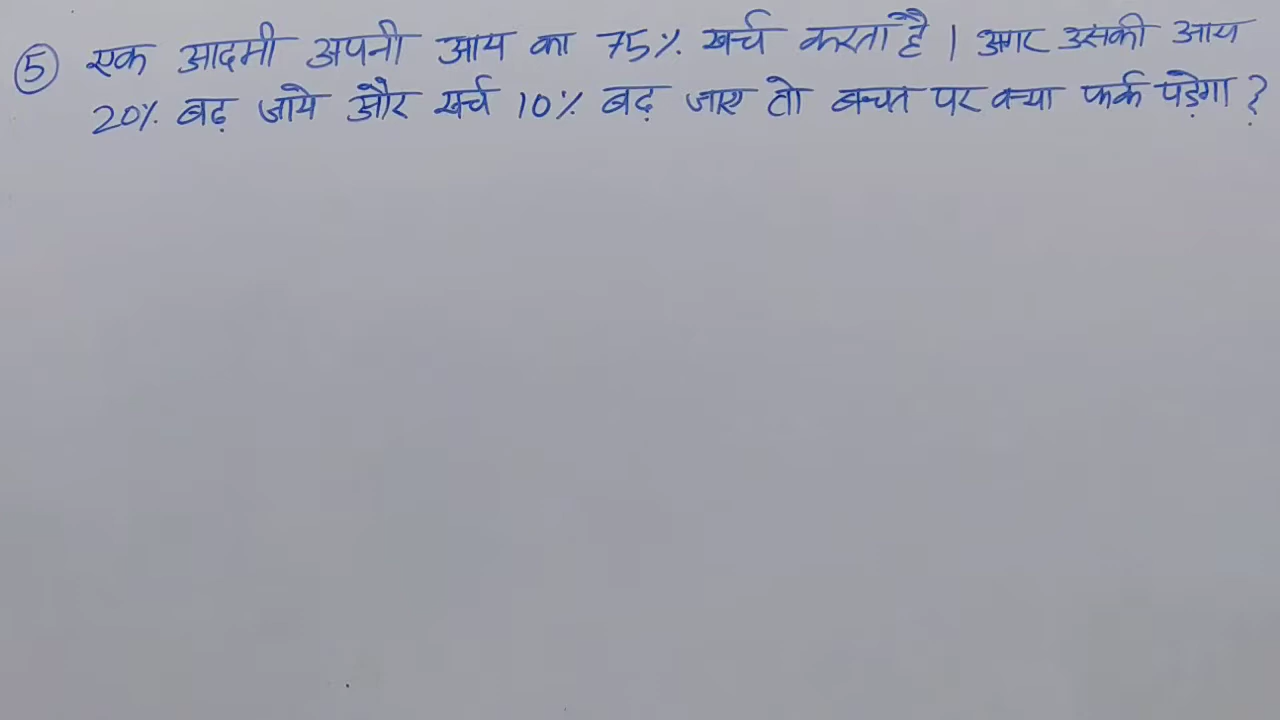 ⑤ एक आदमी अपनी आय का 75% खर्च करता है । अगर उसकी आय
20% बढ़ जाये और खर्च 10% बढ़ जाए तो बचत पर क्या फर्क पड़ेगा ?